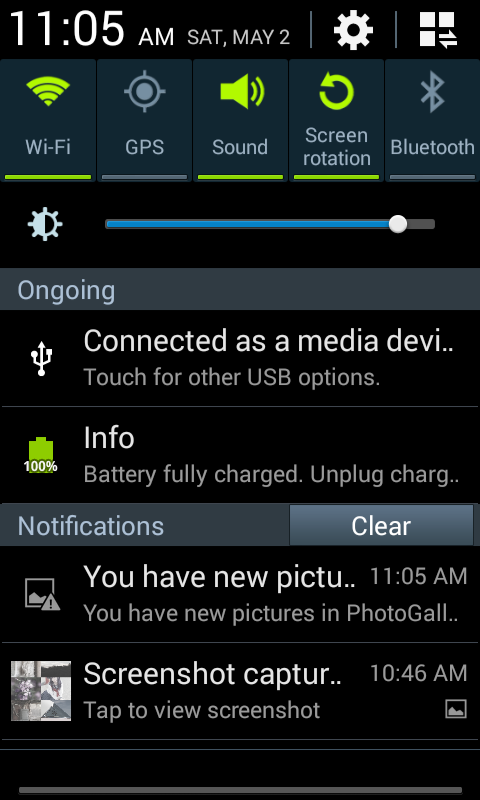 11:05 AM SAT, MAY 2
Wi-Fi
GPS
Sound
Screen
rotation
Bluetooth
Ongoing
Connected as a media devi..
Touch for other USB options.
100%
Info
Battery fully charged. Unplug charg..
Notifications
Clear
You have new pictu.. 11:05 AM
You have new pictures in PhotoGall..
Screenshot captur.. 10:46 AM
Tap to view screenshot